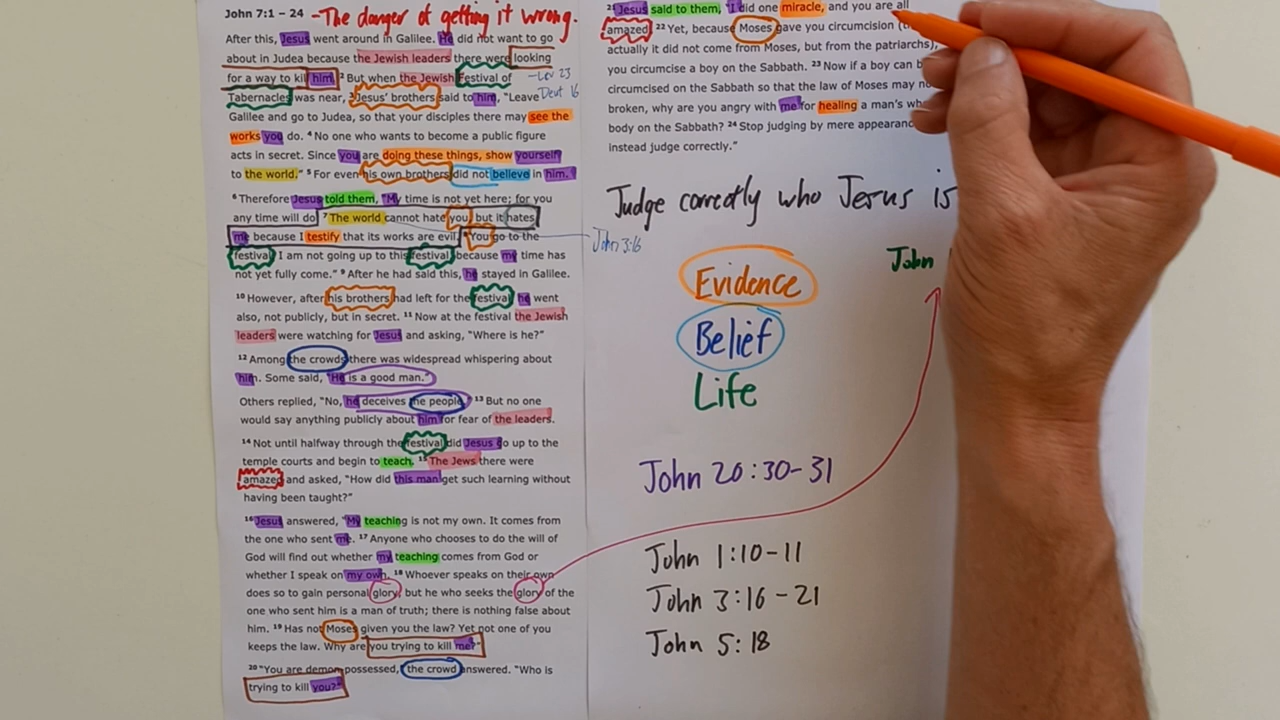 John 7:1 – 24 - The danger of getting it wrong.
After this, Jesus went around in Galilee. He did not want to go
about in Judea because the Jewish leaders there were looking
for a way to kill him. ² But when the Jewish Festival of
Tabernacles was near, ³ Jesus' brothers said to him, "Leave
- Lev 23
Deut 16
Galilee and go to Judea, so that your disciples there may see the
works you do. ⁴ No one who wants to become a public figure
acts in secret. Since you are doing these things, show yourself
to the world." ⁵ For even his own brothers did not believe in him.
⁶ Therefore Jesus told them, "My time is not yet here; for you
any time will do. ⁷ The world cannot hate you, but it hates
me because I testify that its works are evil. ⁸ You go to the
John 3:16
festival. I am not going up to this festival, because my time has
not yet fully come." ⁹ After he had said this, he stayed in Galilee.
¹⁰ However, after his brothers had left for the festival, he went
also, not publicly, but in secret. ¹¹ Now at the festival the Jewish
leaders were watching for Jesus and asking, "Where is he?"
¹² Among the crowds there was widespread whispering about
him. Some said, "He is a good man."
Others replied, "No, he deceives the people." ¹³ But no one
would say anything publicly about him for fear of the leaders.
¹⁴ Not until halfway through the festival did Jesus go up to the
temple courts and begin to teach. ¹⁵ The Jews there were
amazed and asked, "How did this man get such learning without
having been taught?"
¹⁶ Jesus answered, "My teaching is not my own. It comes from
the one who sent me. ¹⁷ Anyone who chooses to do the will of
God will find out whether my teaching comes from God or
whether I speak on my own. ¹⁸ Whoever speaks on their own
does so to gain personal glory, but he who seeks the glory of the
one who sent him is a man of truth; there is nothing false about
him. ¹⁹ Has not Moses given you the law? Yet not one of you
keeps the law. Why are you trying to kill me?"
²⁰ "You are demon-possessed," the crowd answered. "Who is
trying to kill you?"
²¹ Jesus said to them, "I did one miracle, and you are all
amazed. ²² Yet, because Moses gave you circumcision
actually it did not come from Moses, but from the patriarchs),
you circumcise a boy on the Sabbath. ²³ Now if a boy can
circumcised on the Sabbath so that the law of Moses may
broken, why are you angry with me for healing a man's
body on the Sabbath? ²⁴ Stop judging by mere
instead judge correctly."
Judge correctly who Jesus is
John
Evidence
Belief
Life
John 20:30-31
John 1:10-11
John 3:16-21
John 5:18